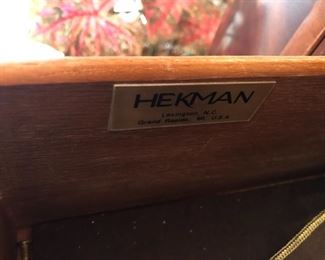 HEKMAN
Lexington, N.C.
Grand Rapids, MI U.S.A